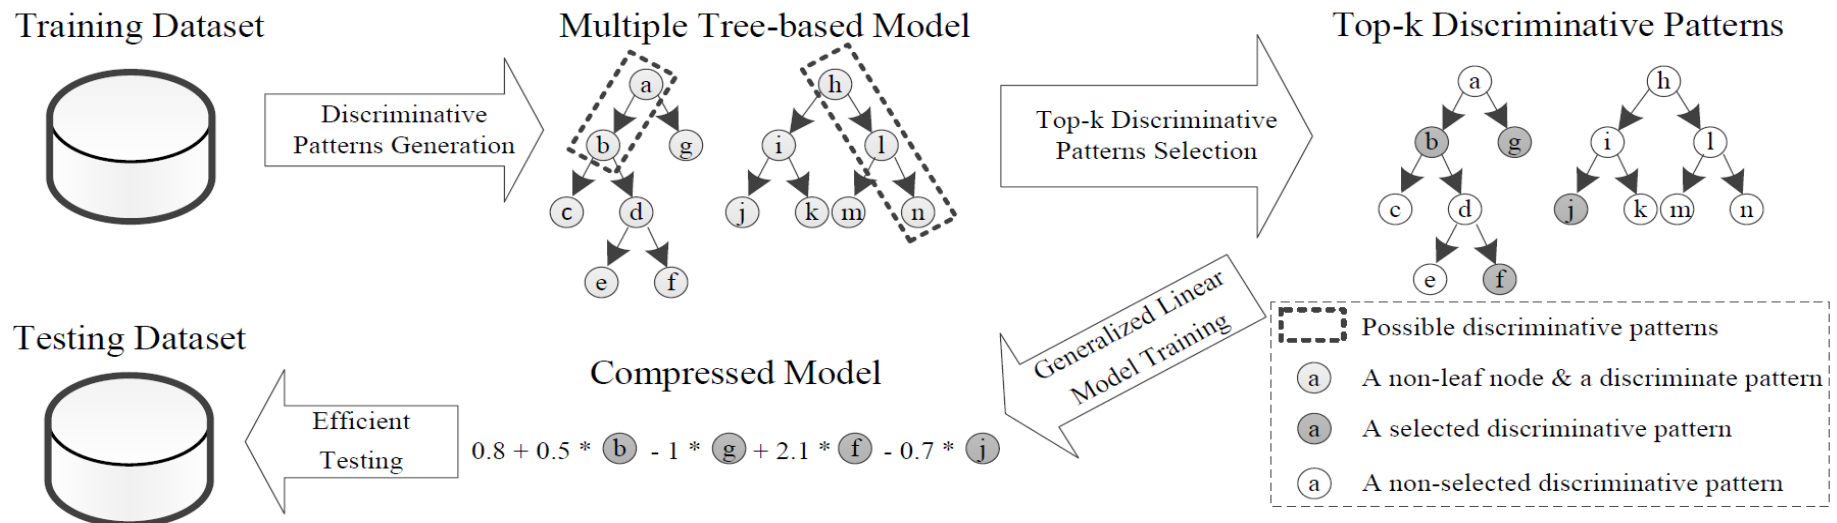 Training Dataset
Multiple Tree-based Model
Top-k Discriminative Patterns
Discriminative
Patterns Generation
a
b
g
c
d
e
f
h
i
l
j
k
m
n
Top-k Discriminative
Patterns Selection
a
b
g
c
d
e
f
h
i
l
j
k
m
n
Generalized Linear
Model Training
Possible discriminative patterns
a A non-leaf node & a discriminate pattern
a A selected discriminative pattern
a A non-selected discriminative pattern
Compressed Model
0.8 + 0.5 * b - 1 * g + 2.1 * f - 0.7 * j
Efficient
Testing
Testing Dataset